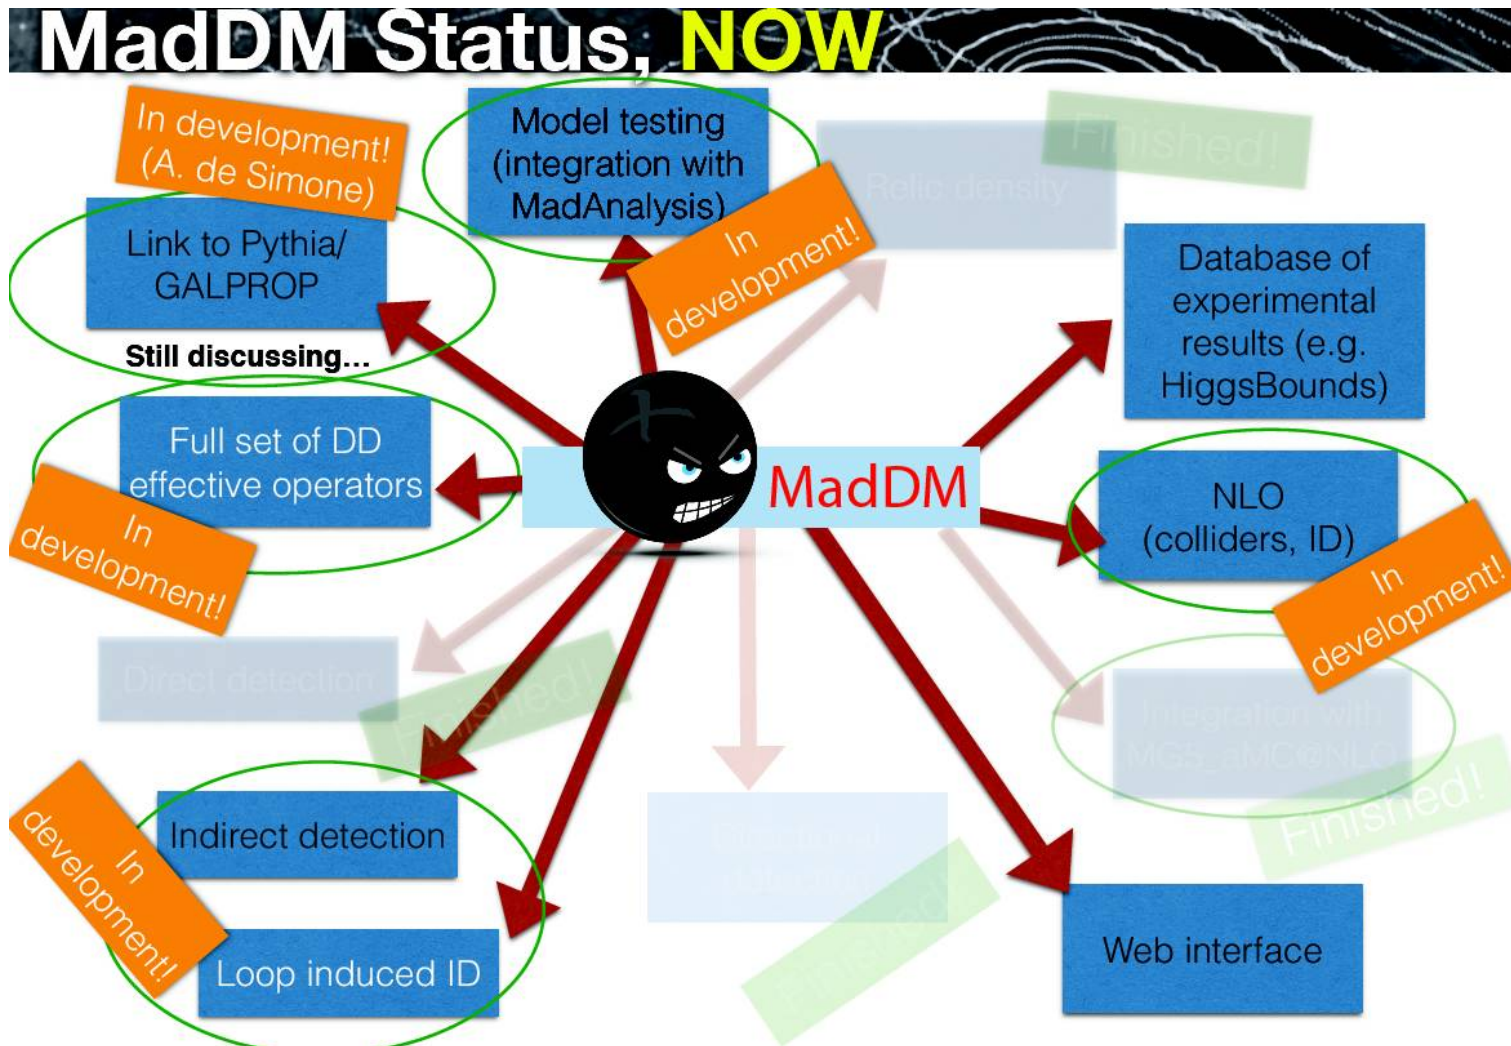 MadDM Status, NOW
In development!
(A. de Simone)
Model testing
(integration with
MadAnalysis)
In
development!
Relic density
Finished!
Link to Pythia/
GALPROP
Still discussing...
Database of
experimental
results (e.g.
HiggsBounds)
Full set of DD
effective operators
In
development!
MadDM
NLO
(colliders, ID)
In
development!
Direct detection
Finished!
Integration with
MG5_aMC@NLO
Finished!
Indirect detection
In
development!
Loop induced ID
Finished!
Web interface